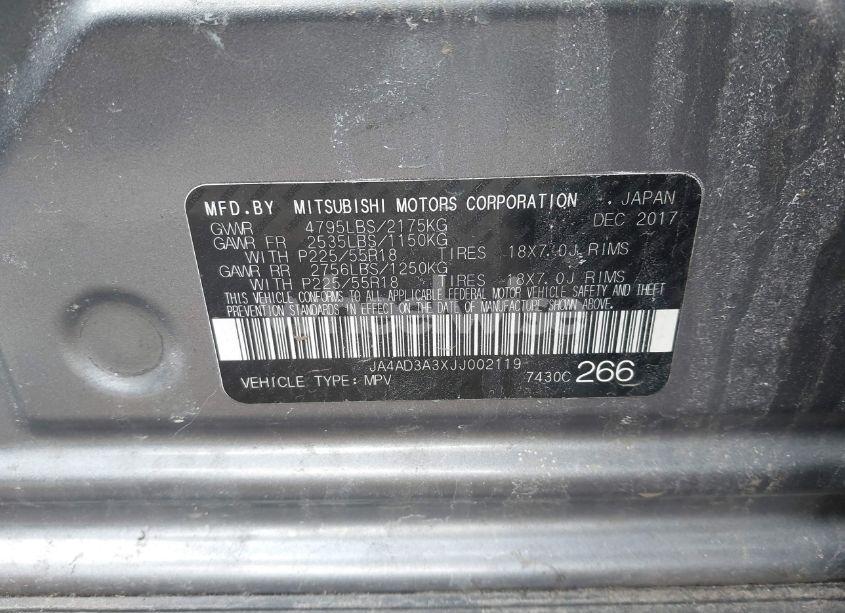 MFD.BY MITSUBISHI MOTORS CORPORATION . . JAPAN
GVWR 4795LBS/2175KG DEC 2017
GAWR FR 2535LBS/1150KG
WITH P225/55R18 TIRES 18X7.0J RIMS
GAWR RR 2756LBS/1250KG
WITH P225/55R18 TIRES 18X7.0J RIMS
THIS VEHICLE CONFORMS TO ALL APPLICABLE FEDERAL MOTOR VEHICLE SAFETY AND THEFT
PREVENTION STANDARDS IN EFFECT ON THE DATE OF MANUFACTURE SHOWN ABOVE.
JA4AD3A3XJJ002119
VEHICLE TYPE: MPV 7430C 266